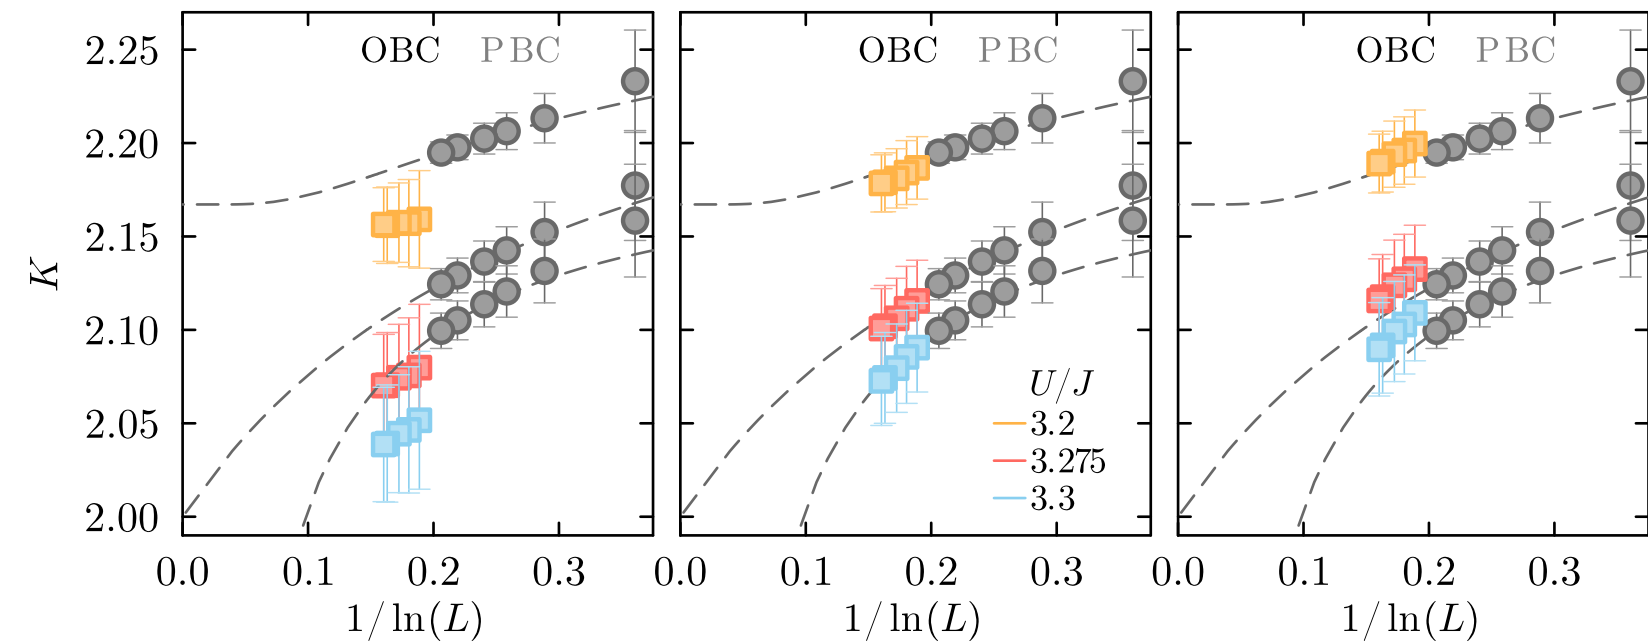 OBC PBC OBC PBC OBC PBC
2.25
2.20
2.15
2.10
2.05
2.00
K
U/J
3.2
3.275
3.3
0.0 0.1 0.2 0.3 0.0 0.1 0.2 0.3 0.0 0.1 0.2 0.3
1/ln(L) 1/ln(L) 1/ln(L)